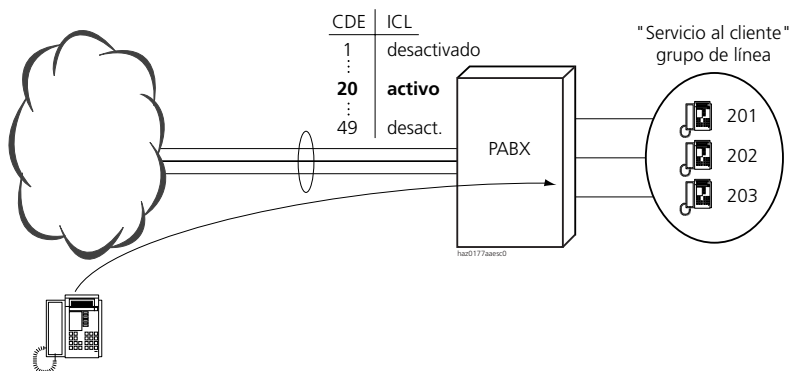 CDE ICL
1 desactivado
20 activo
49 desact.
"Servicio al cliente"
grupo de línea
201
202
203
PABX
haz0177aaesc0